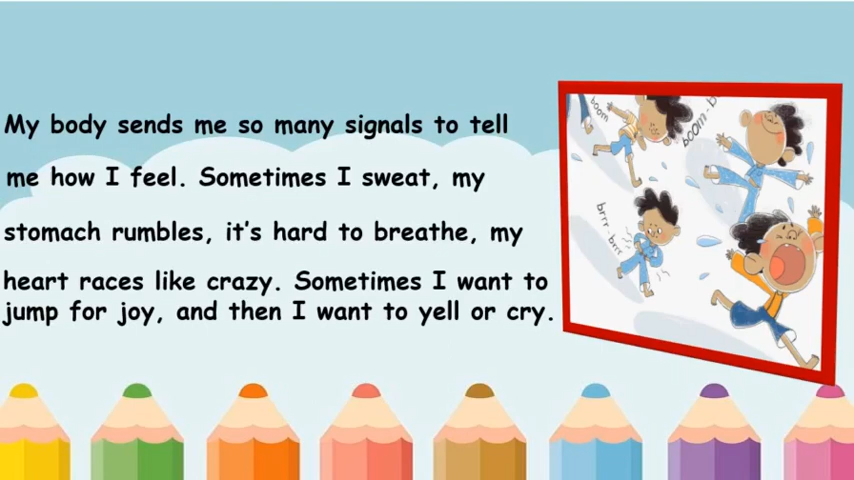 My body sends me so many signals to tell
me how I feel. Sometimes I sweat, my
stomach rumbles, it's hard to breathe, my
heart races like crazy. Sometimes I want to
jump for joy, and then I want to yell or cry.
boom
boom - b
brrr - brrr